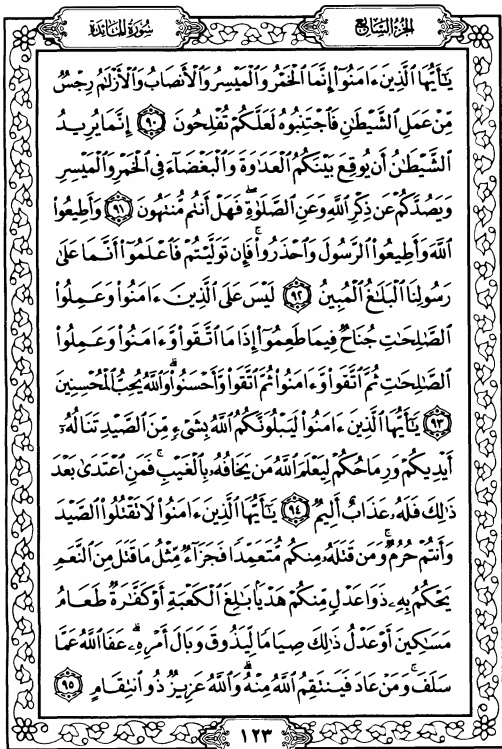 الجزء السابع
سورة المائدة
يَٰٓأَيُّهَا ٱلَّذِينَ ءَامَنُوٓا۟ إِنَّمَا ٱلْخَمْرُ وَٱلْمَيْسِرُ وَٱلْأَنصَابُ وَٱلْأَزْلَٰمُ رِجْسٌ
مِّنْ عَمَلِ ٱلشَّيْطَٰنِ فَٱجْتَنِبُوهُ لَعَلَّكُمْ تُفْلِحُونَ ٩٠ إِنَّمَا يُرِيدُ
ٱلشَّيْطَٰنُ أَن يُوقِعَ بَيْنَكُمُ ٱلْعَدَٰوَةَ وَٱلْبَغْضَآءَ فِى ٱلْخَمْرِ وَٱلْمَيْسِرِ
وَيَصُدَّكُمْ عَن ذِكْرِ ٱللَّهِ وَعَنِ ٱلصَّلَوٰةِ ۖ فَهَلْ أَنتُم مُّنتَهُونَ ٩١ وَأَطِيعُوا۟
ٱللَّهَ وَأَطِيعُوا۟ ٱلرَّسُولَ وَٱحْذَرُوا۟ ۚ فَإِن تَوَلَّيْتُمْ فَٱعْلَمُوٓا۟ أَنَّمَا عَلَىٰ
رَسُولِنَا ٱلْبَلَٰغُ ٱلْمُبِينُ ٩٢ لَيْسَ عَلَى ٱلَّذِينَ ءَامَنُوا۟ وَعَمِلُوا۟
ٱلصَّٰلِحَٰتِ جُنَاحٌ فِيمَا طَعِمُوٓا۟ إِذَا مَا ٱتَّقَوا۟ وَّءَامَنُوا۟ وَعَمِلُوا۟
ٱلصَّٰلِحَٰتِ ثُمَّ ٱتَّقَوا۟ وَّءَامَنُوا۟ ثُمَّ ٱتَّقَوا۟ وَّأَحْسَنُوا۟ ۗ وَٱللَّهُ يُحِبُّ ٱلْمُحْسِنِينَ
٩٣ يَٰٓأَيُّهَا ٱلَّذِينَ ءَامَنُوا۟ لَيَبْلُوَنَّكُمُ ٱللَّهُ بِشَىْءٍ مِّنَ ٱلصَّيْدِ تَنَالُهُۥٓ
أَيْدِيكُمْ وَرِمَاحُكُمْ لِيَعْلَمَ ٱللَّهُ مَن يَخَافُهُۥ بِٱلْغَيْبِ ۚ فَمَنِ ٱعْتَدَىٰ بَعْدَ
ذَٰلِكَ فَلَهُۥ عَذَابٌ أَلِيمٌ ٩٤ يَٰٓأَيُّهَا ٱلَّذِينَ ءَامَنُوا۟ لَا تَقْتُلُوا۟ ٱلصَّيْدَ
وَأَنتُمْ حُرُمٌ ۚ وَمَن قَتَلَهُۥ مِنكُم مُّتَعَمِّدًا فَجَزَآءٌ مِّثْلُ مَا قَتَلَ مِنَ ٱلنَّعَمِ
يَحْكُمُ بِهِۦ ذَوَا عَدْلٍ مِّنكُمْ هَدْيًۢا بَٰلِغَ ٱلْكَعْبَةِ أَوْ كَفَّٰرَةٌ طَعَامُ
مَسَٰكِينَ أَوْ عَدْلُ ذَٰلِكَ صِيَامًا لِّيَذُوقَ وَبَالَ أَمْرِهِۦ ۗ عَفَا ٱللَّهُ عَمَّا
سَلَفَ ۚ وَمَنْ عَادَ فَيَنتَقِمُ ٱللَّهُ مِنْهُ ۗ وَٱللَّهُ عَزِيزٌ ذُو ٱنتِقَامٍ ٩٥
١٢٣